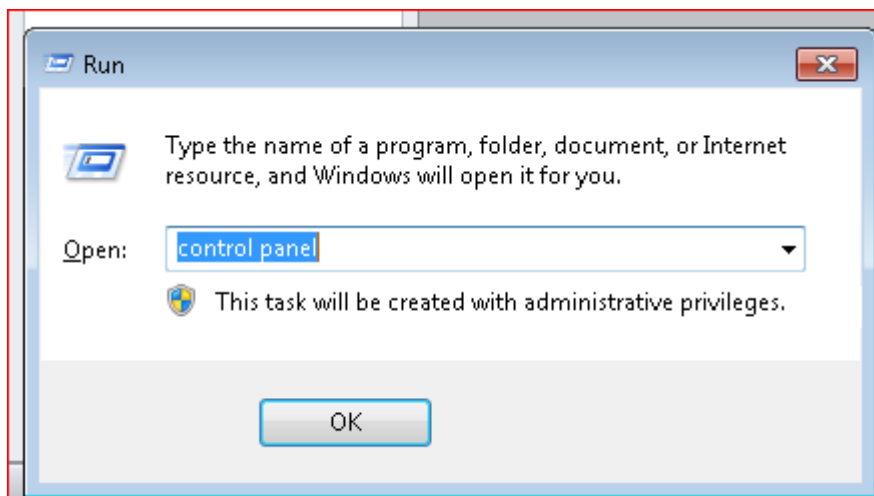 Run
Type the name of a program, folder, document, or Internet
resource, and Windows will open it for you.
Open: control panel
This task will be created with administrative privileges.
OK